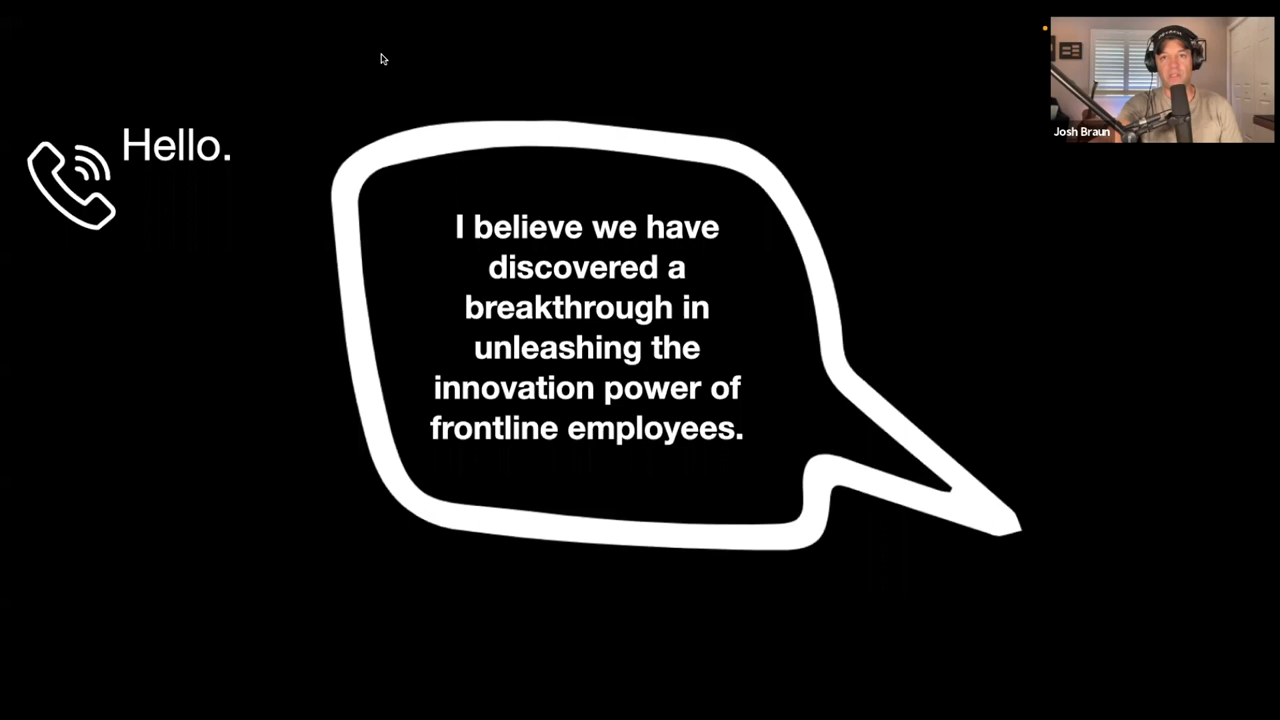 Hello.
I believe we have
discovered a
breakthrough in
unleashing the
innovation power of
frontline employees.
Josh Braun